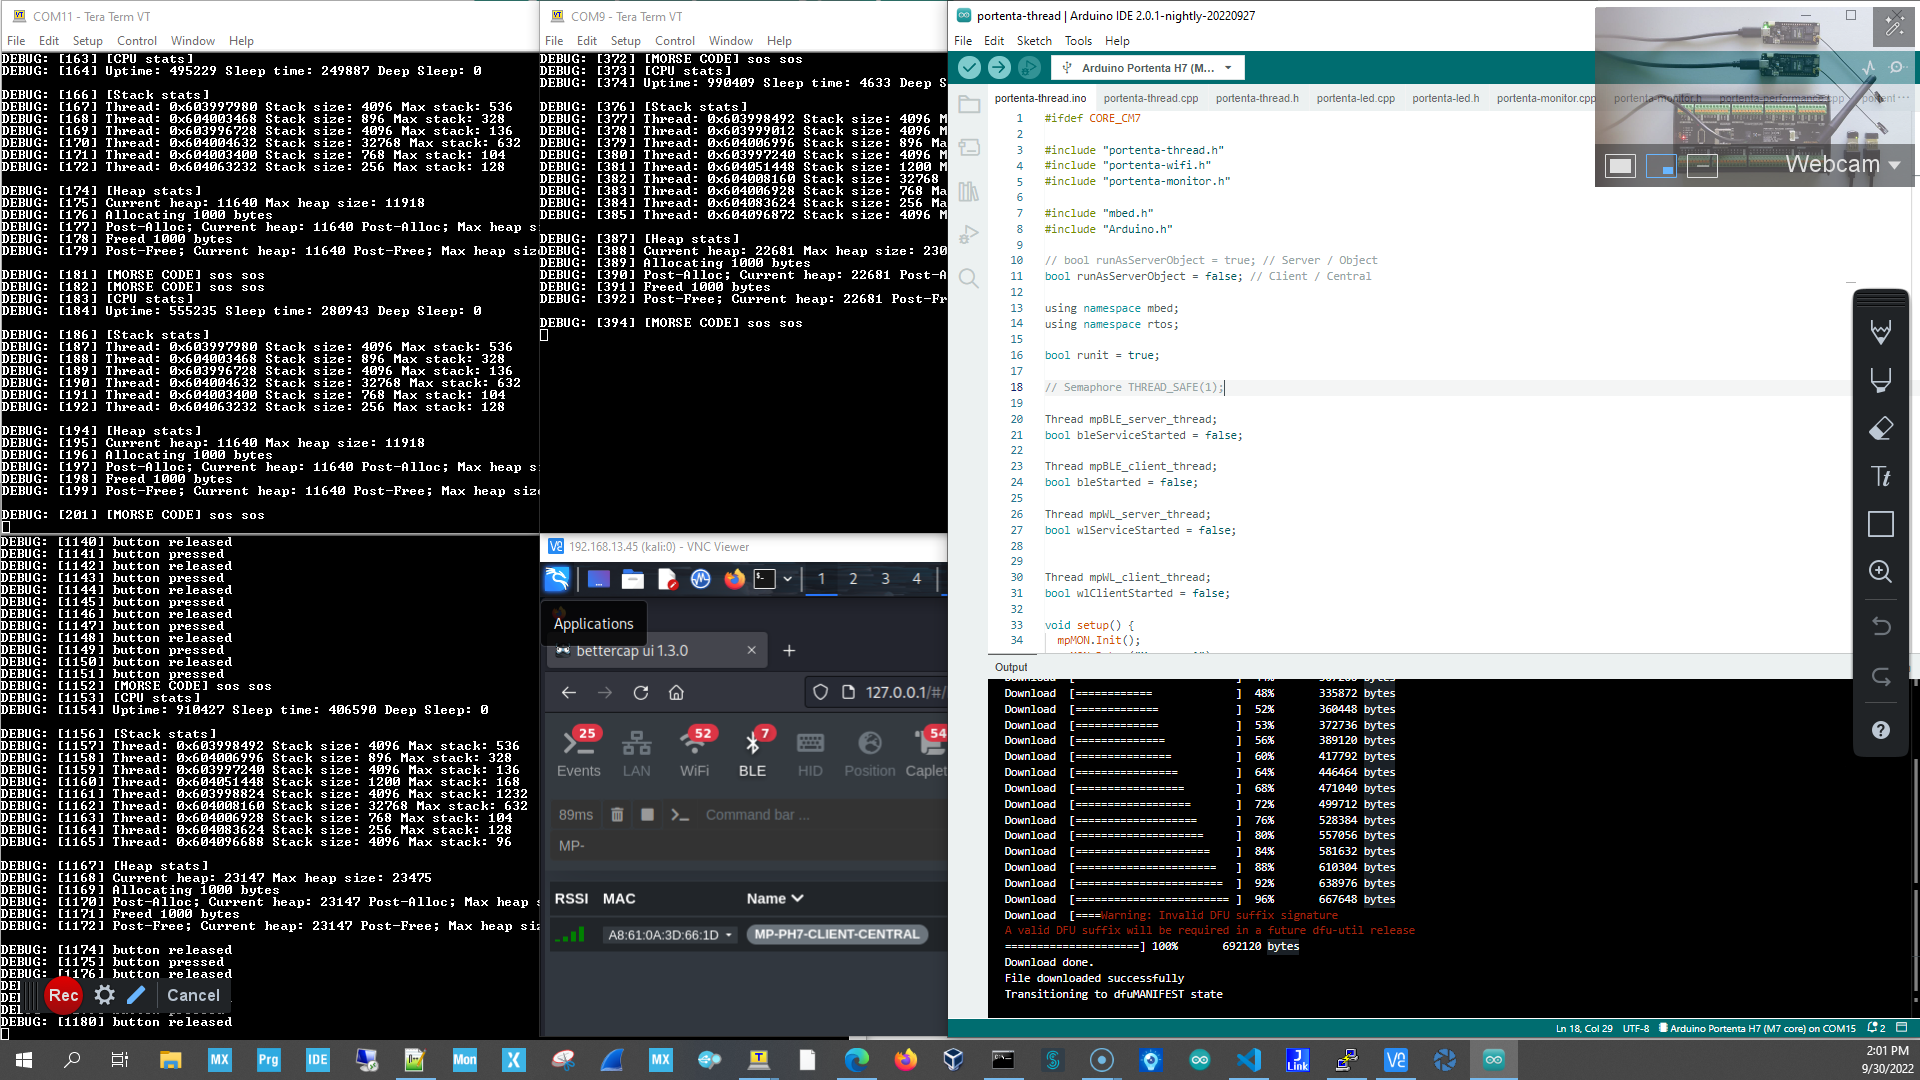 COM11 - Tera Term VT
File Edit Setup Control Window Help
DEBUG: [163] [CPU stats]
DEBUG: [164] Uptime: 495229 Sleep time: 249887 Deep Sleep: 0
DEBUG: [166] [Stack stats]
DEBUG: [167] Thread: 0x603997980 Stack size: 4096 Max stack: 536
DEBUG: [168] Thread: 0x604003468 Stack size: 896 Max stack: 328
DEBUG: [169] Thread: 0x603996728 Stack size: 4096 Max stack: 136
DEBUG: [170] Thread: 0x604004632 Stack size: 32768 Max stack: 632
DEBUG: [171] Thread: 0x604003400 Stack size: 768 Max stack: 104
DEBUG: [172] Thread: 0x604063232 Stack size: 256 Max stack: 128
DEBUG: [174] [Heap stats]
DEBUG: [175] Current heap: 11640 Max heap size: 11918
DEBUG: [176] Allocating 1000 bytes
DEBUG: [177] Post-Alloc; Current heap: 11640 Post-Alloc; Max heap s
DEBUG: [178] Freed 1000 bytes
DEBUG: [179] Post-Free; Current heap: 11640 Post-Free; Max heap size
DEBUG: [181] [MORSE CODE] sos sos
DEBUG: [182] [MORSE CODE] sos sos
DEBUG: [183] [CPU stats]
DEBUG: [184] Uptime: 555235 Sleep time: 280943 Deep Sleep: 0
DEBUG: [186] [Stack stats]
DEBUG: [187] Thread: 0x603997980 Stack size: 4096 Max stack: 536
DEBUG: [188] Thread: 0x604003468 Stack size: 896 Max stack: 328
DEBUG: [189] Thread: 0x603996728 Stack size: 4096 Max stack: 136
DEBUG: [190] Thread: 0x604004632 Stack size: 32768 Max stack: 632
DEBUG: [191] Thread: 0x604003400 Stack size: 768 Max stack: 104
DEBUG: [192] Thread: 0x604063232 Stack size: 256 Max stack: 128
DEBUG: [194] [Heap stats]
DEBUG: [195] Current heap: 11640 Max heap size: 11918
DEBUG: [196] Allocating 1000 bytes
DEBUG: [197] Post-Alloc; Current heap: 11640 Post-Alloc; Max heap s
DEBUG: [198] Freed 1000 bytes
DEBUG: [199] Post-Free; Current heap: 11640 Post-Free; Max heap size
DEBUG: [201] [MORSE CODE] sos sos
DEBUG: [1140] button released
DEBUG: [1141] button pressed
DEBUG: [1142] button released
DEBUG: [1143] button pressed
DEBUG: [1144] button released
DEBUG: [1145] button pressed
DEBUG: [1146] button released
DEBUG: [1147] button pressed
DEBUG: [1148] button released
DEBUG: [1149] button pressed
DEBUG: [1150] button released
DEBUG: [1151] button pressed
DEBUG: [1152] [MORSE CODE] sos sos
DEBUG: [1153] [CPU stats]
DEBUG: [1154] Uptime: 910427 Sleep time: 406590 Deep Sleep: 0
DEBUG: [1156] [Stack stats]
DEBUG: [1157] Thread: 0x603998492 Stack size: 4096 Max stack: 536
DEBUG: [1158] Thread: 0x604006996 Stack size: 896 Max stack: 328
DEBUG: [1159] Thread: 0x603997240 Stack size: 4096 Max stack: 136
DEBUG: [1160] Thread: 0x604051448 Stack size: 1200 Max stack: 168
DEBUG: [1161] Thread: 0x603998824 Stack size: 4096 Max stack: 1232
DEBUG: [1162] Thread: 0x604008160 Stack size: 32768 Max stack: 632
DEBUG: [1163] Thread: 0x604006928 Stack size: 768 Max stack: 104
DEBUG: [1164] Thread: 0x604083624 Stack size: 256 Max stack: 128
DEBUG: [1165] Thread: 0x604096688 Stack size: 4096 Max stack: 96
DEBUG: [1167] [Heap stats]
DEBUG: [1168] Current heap: 23147 Max heap size: 23475
DEBUG: [1169] Allocating 1000 bytes
DEBUG: [1170] Post-Alloc; Current heap: 23147 Post-Alloc; Max heap s
DEBUG: [1171] Freed 1000 bytes
DEBUG: [1172] Post-Free; Current heap: 23147 Post-Free; Max heap siz
DEBUG: [1174] button released
DEBUG: [1175] button pressed
DEBUG: [1176] button released
DEI
DEI
DEI
Rec Cancel
DEBUG: [1180] button released
COM9 - Tera Term VT
File Edit Setup Control Window Help
DEBUG: [372] [MORSE CODE] sos sos
DEBUG: [373] [CPU stats]
DEBUG: [374] Uptime: 990409 Sleep time: 4633 Deep S
DEBUG: [376] [Stack stats]
DEBUG: [377] Thread: 0x603998492 Stack size: 4096 M
DEBUG: [378] Thread: 0x603999012 Stack size: 4096 M
DEBUG: [379] Thread: 0x604006996 Stack size: 896 Ma
DEBUG: [380] Thread: 0x603997240 Stack size: 4096 M
DEBUG: [381] Thread: 0x604051448 Stack size: 1200 M
DEBUG: [382] Thread: 0x604008160 Stack size: 32768
DEBUG: [383] Thread: 0x604006928 Stack size: 768 Ma
DEBUG: [384] Thread: 0x604083624 Stack size: 256 Ma
DEBUG: [385] Thread: 0x604096872 Stack size: 4096 M
DEBUG: [387] [Heap stats]
DEBUG: [388] Current heap: 22681 Max heap size: 230
DEBUG: [389] Allocating 1000 bytes
DEBUG: [390] Post-Alloc; Current heap: 22681 Post-A
DEBUG: [391] Freed 1000 bytes
DEBUG: [392] Post-Free; Current heap: 22681 Post-Fr
DEBUG: [394] [MORSE CODE] sos sos
192.168.13.45 (kali:0) - VNC Viewer
1 2 3 4
Applications
bettercap ui 1.3.0
127.0.0.1/#/
25 52 7 54
Events LAN WiFi BLE HID Position Caplet
89ms Command bar ...
MP-
RSSI MAC Name
A8:61:0A:3D:66:1D MP-PH7-CLIENT-CENTRAL
portenta-thread | Arduino IDE 2.0.1-nightly-20220927
File Edit Sketch Tools Help
Arduino Portenta H7 (M...
portenta-thread.ino portenta-thread.cpp portenta-thread.h portenta-led.cpp portenta-led.h portenta-monitor.cpp portenta-monitor.h portenta-performance.cpp portent
Webcam
1 #ifdef CORE_CM7
2
3 #include "portenta-thread.h"
4 #include "portenta-wifi.h"
5 #include "portenta-monitor.h"
6
7 #include "mbed.h"
8 #include "Arduino.h"
9
10 // bool runAsServerObject = true; // Server / Object
11 bool runAsServerObject = false; // Client / Central
12
13 using namespace mbed;
14 using namespace rtos;
15
16 bool runit = true;
17
18 // Semaphore THREAD_SAFE(1);
19
20 Thread mpBLE_server_thread;
21 bool bleServiceStarted = false;
22
23 Thread mpBLE_client_thread;
24 bool bleStarted = false;
25
26 Thread mpWL_server_thread;
27 bool wlServiceStarted = false;
28
29
30 Thread mpWL_client_thread;
31 bool wlClientStarted = false;
32
33 void setup() {
34 mpMON.Init();
Output
Download [============ ] 48% 335872 bytes
Download [============= ] 52% 360448 bytes
Download [============= ] 53% 372736 bytes
Download [============== ] 56% 389120 bytes
Download [=============== ] 60% 417792 bytes
Download [================ ] 64% 446464 bytes
Download [================= ] 68% 471040 bytes
Download [================== ] 72% 499712 bytes
Download [=================== ] 76% 528384 bytes
Download [==================== ] 80% 557056 bytes
Download [===================== ] 84% 581632 bytes
Download [====================== ] 88% 610304 bytes
Download [======================= ] 92% 638976 bytes
Download [======================== ] 96% 667648 bytes
Download [====Warning: Invalid DFU suffix signature
A valid DFU suffix will be required in a future dfu-util release
=====================] 100% 692120 bytes
Download done.
File downloaded successfully
Transitioning to dfuMANIFEST state
Ln 18, Col 29 UTF-8 Arduino Portenta H7 (M7 core) on COM15 2
Tt
MX Prg IDE Mon X MX J Link
2:01 PM
9/30/2022